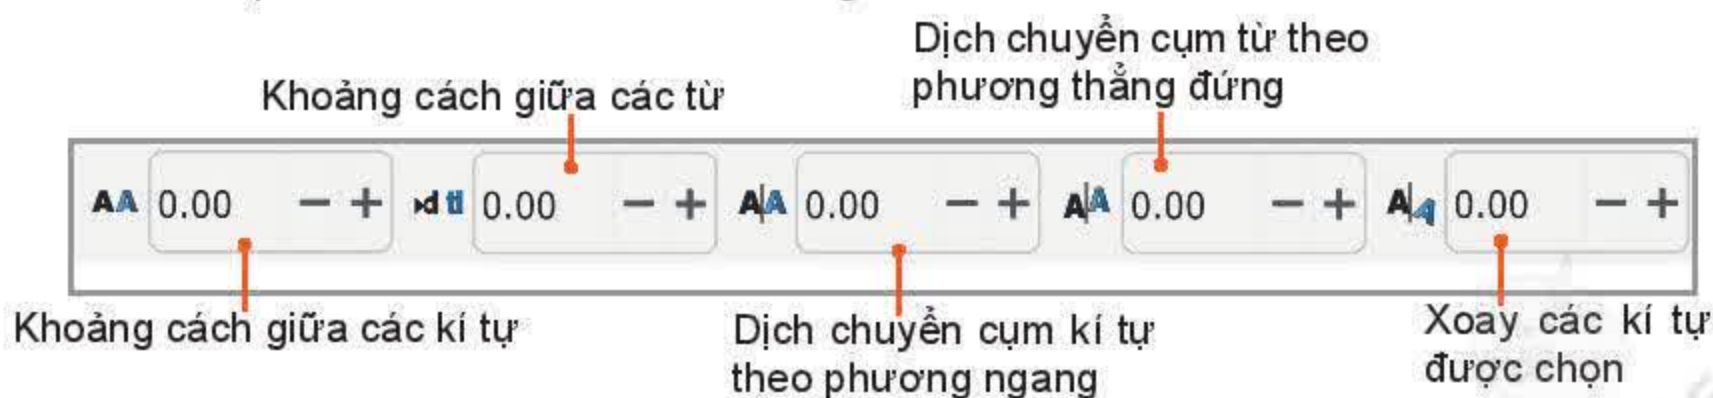 Dịch chuyển cụm từ theo
phương thẳng đứng
Khoảng cách giữa các từ
AA 0.00 − + 0.00 − + A|A 0.00 − + A|A 0.00 − + A|A 0.00 − +
Khoảng cách giữa các kí tự
Dịch chuyển cụm kí tự
theo phương ngang
Xoay các kí tự
được chọn